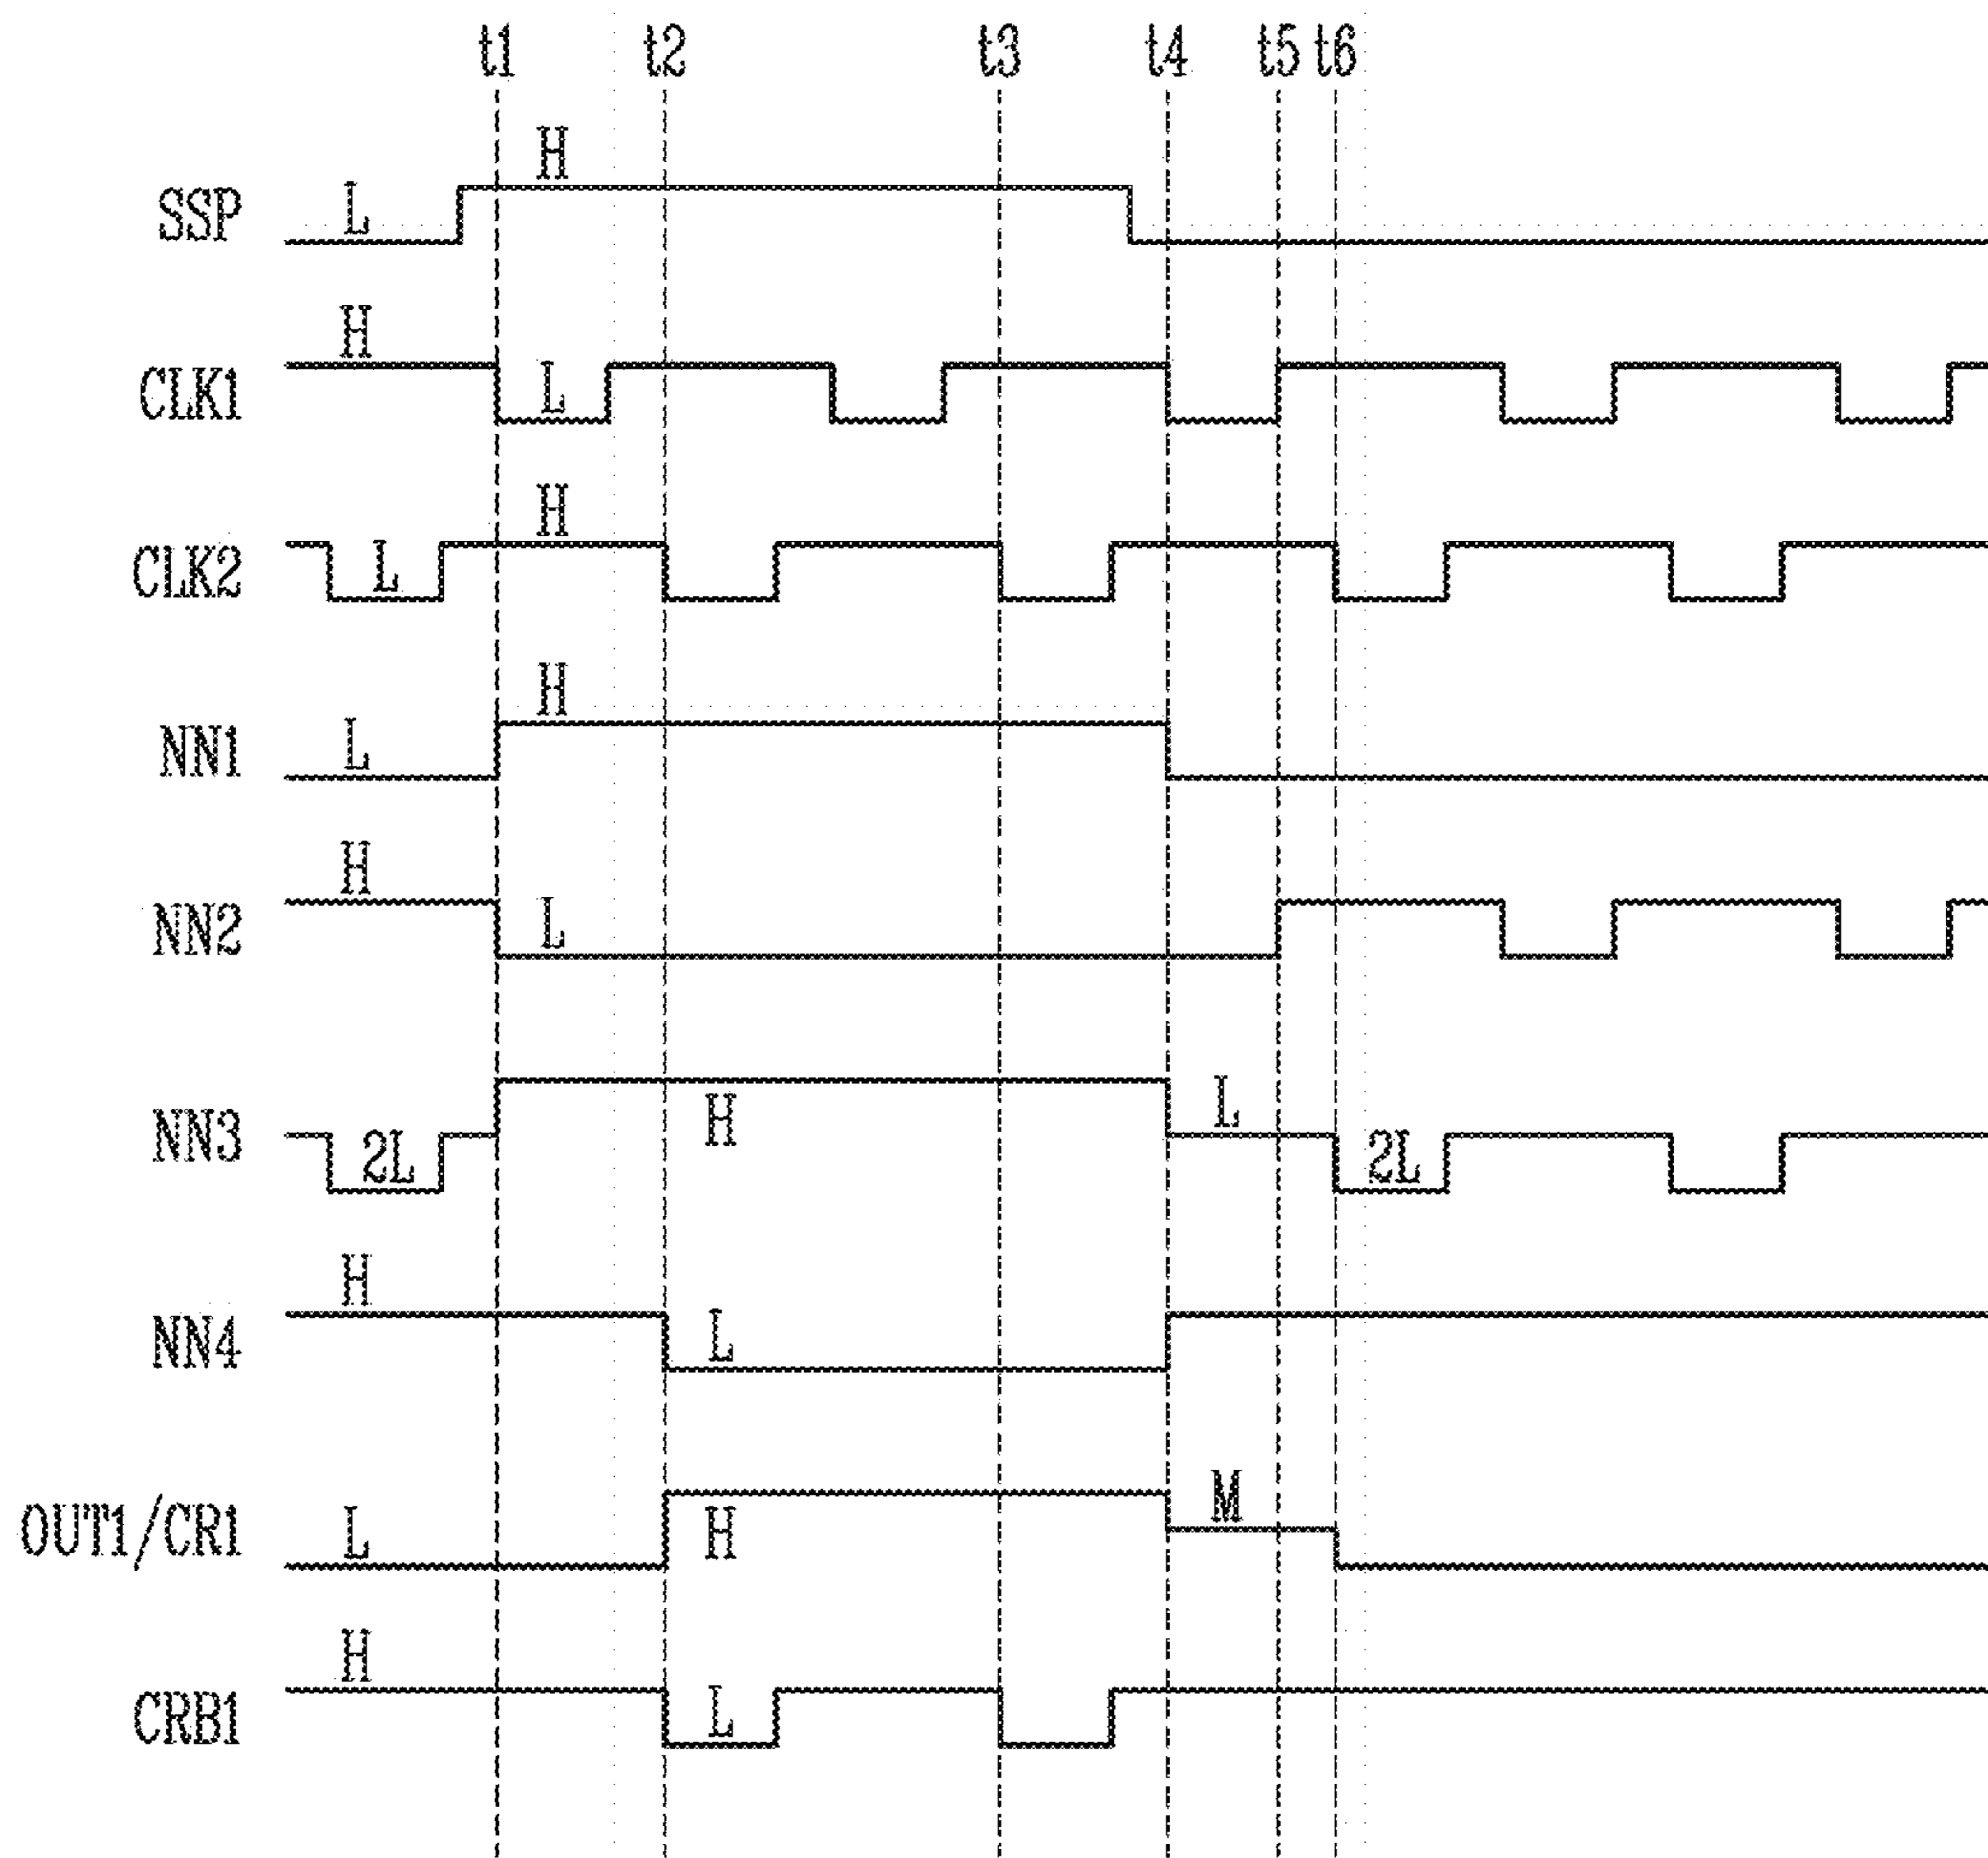 t1 t2 t3 t4 t5 t6
SSP L H
CLK1 H L
CLK2 L H
NN1 L H
NN2 H L
NN3 2L H L 2L
NN4 H L
OUT1/CR1 L H M
CRB1 H L